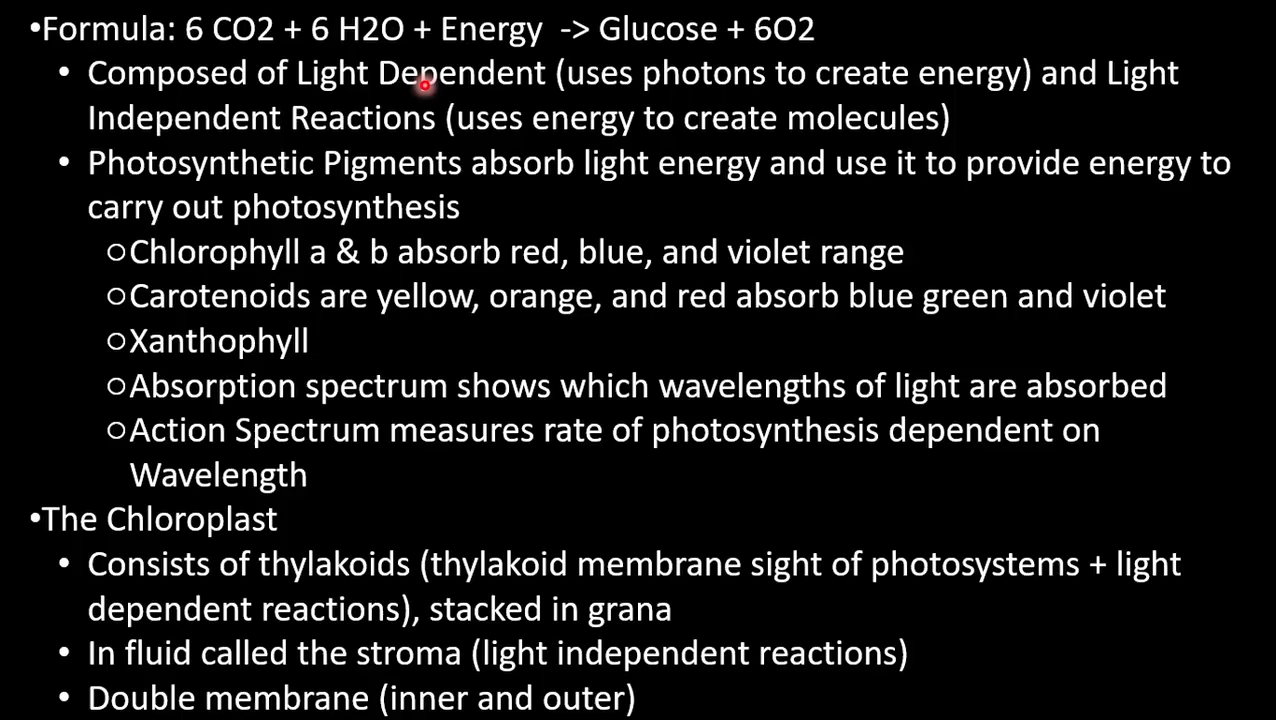 •Formula: 6 CO2 + 6 H2O + Energy -> Glucose + 6O2
• Composed of Light Dependent (uses photons to create energy) and Light
Independent Reactions (uses energy to create molecules)
• Photosynthetic Pigments absorb light energy and use it to provide energy to
carry out photosynthesis
○Chlorophyll a & b absorb red, blue, and violet range
○Carotenoids are yellow, orange, and red absorb blue green and violet
○Xanthophyll
○Absorption spectrum shows which wavelengths of light are absorbed
○Action Spectrum measures rate of photosynthesis dependent on
Wavelength
•The Chloroplast
• Consists of thylakoids (thylakoid membrane sight of photosystems + light
dependent reactions), stacked in grana
• In fluid called the stroma (light independent reactions)
• Double membrane (inner and outer)